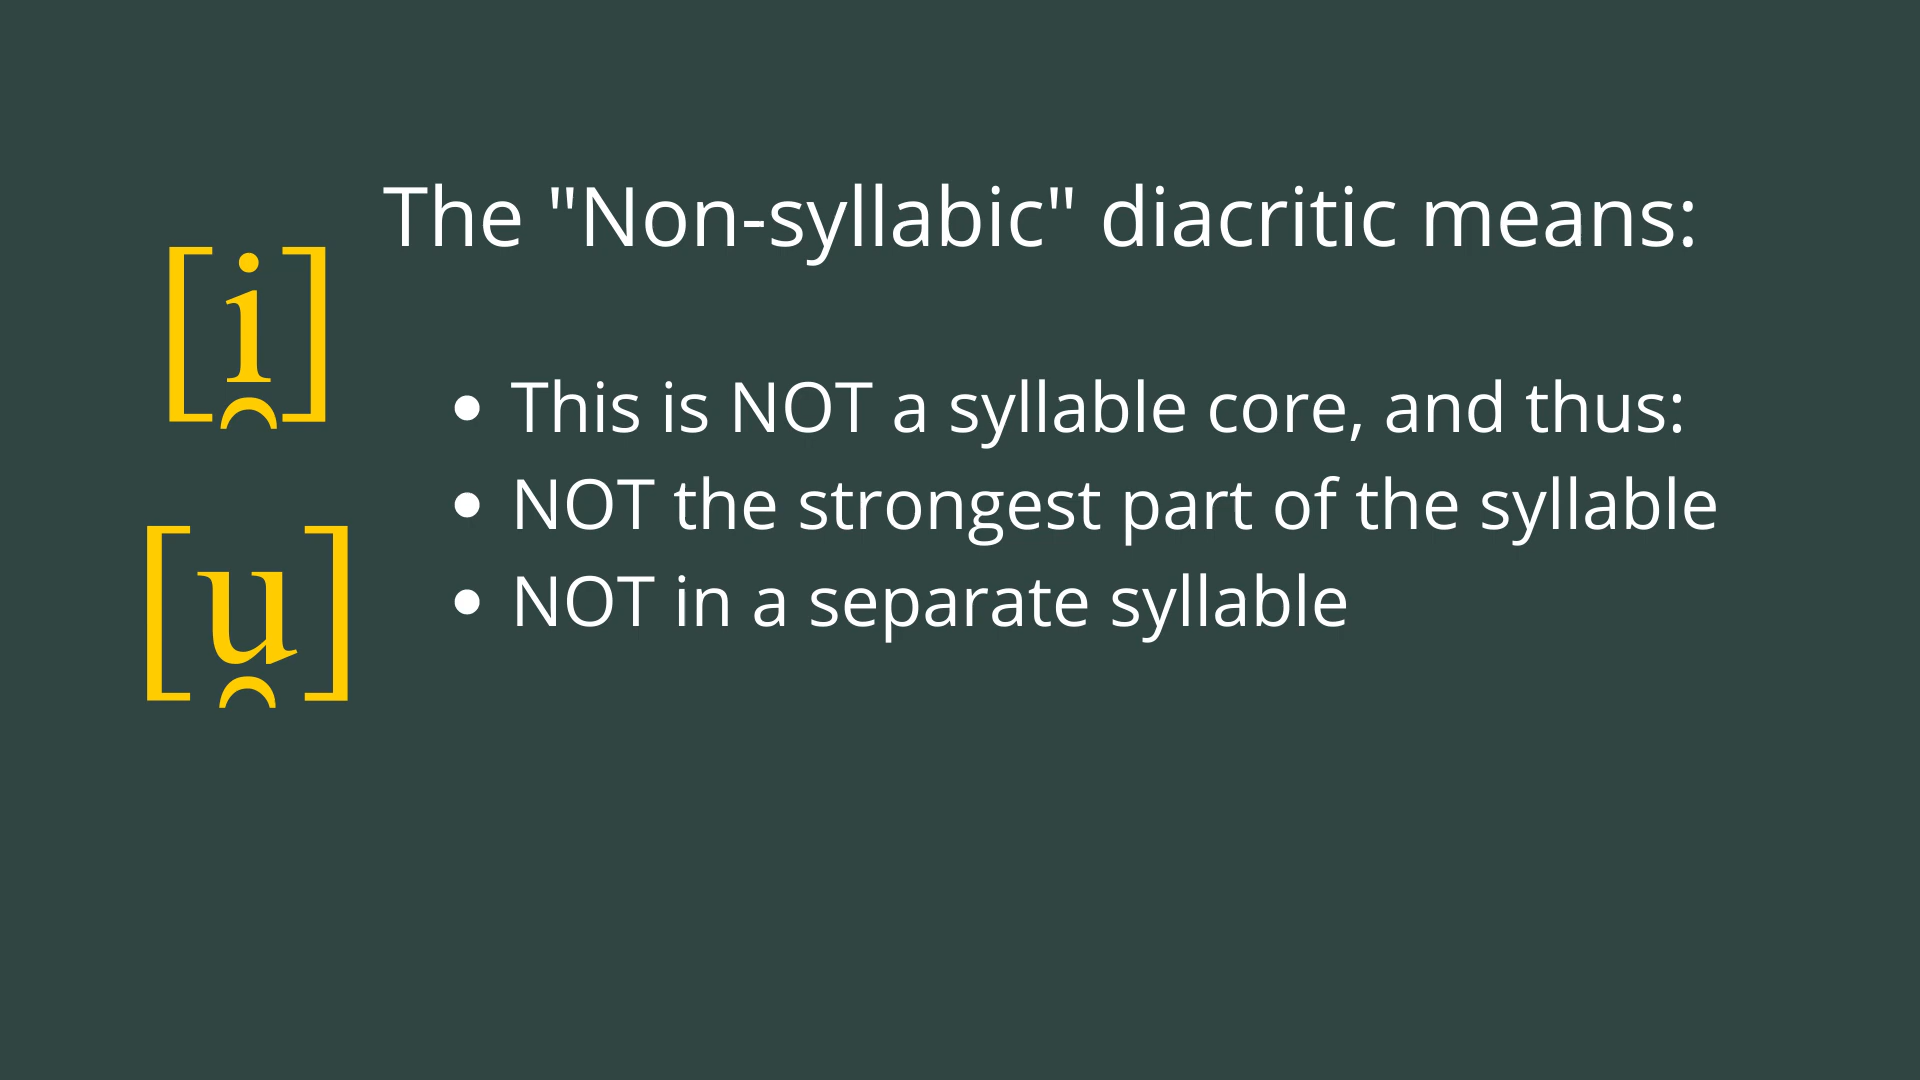 The "Non-syllabic" diacritic means:
[i̯]
• This is NOT a syllable core, and thus:
• NOT the strongest part of the syllable
[u̯]
• NOT in a separate syllable